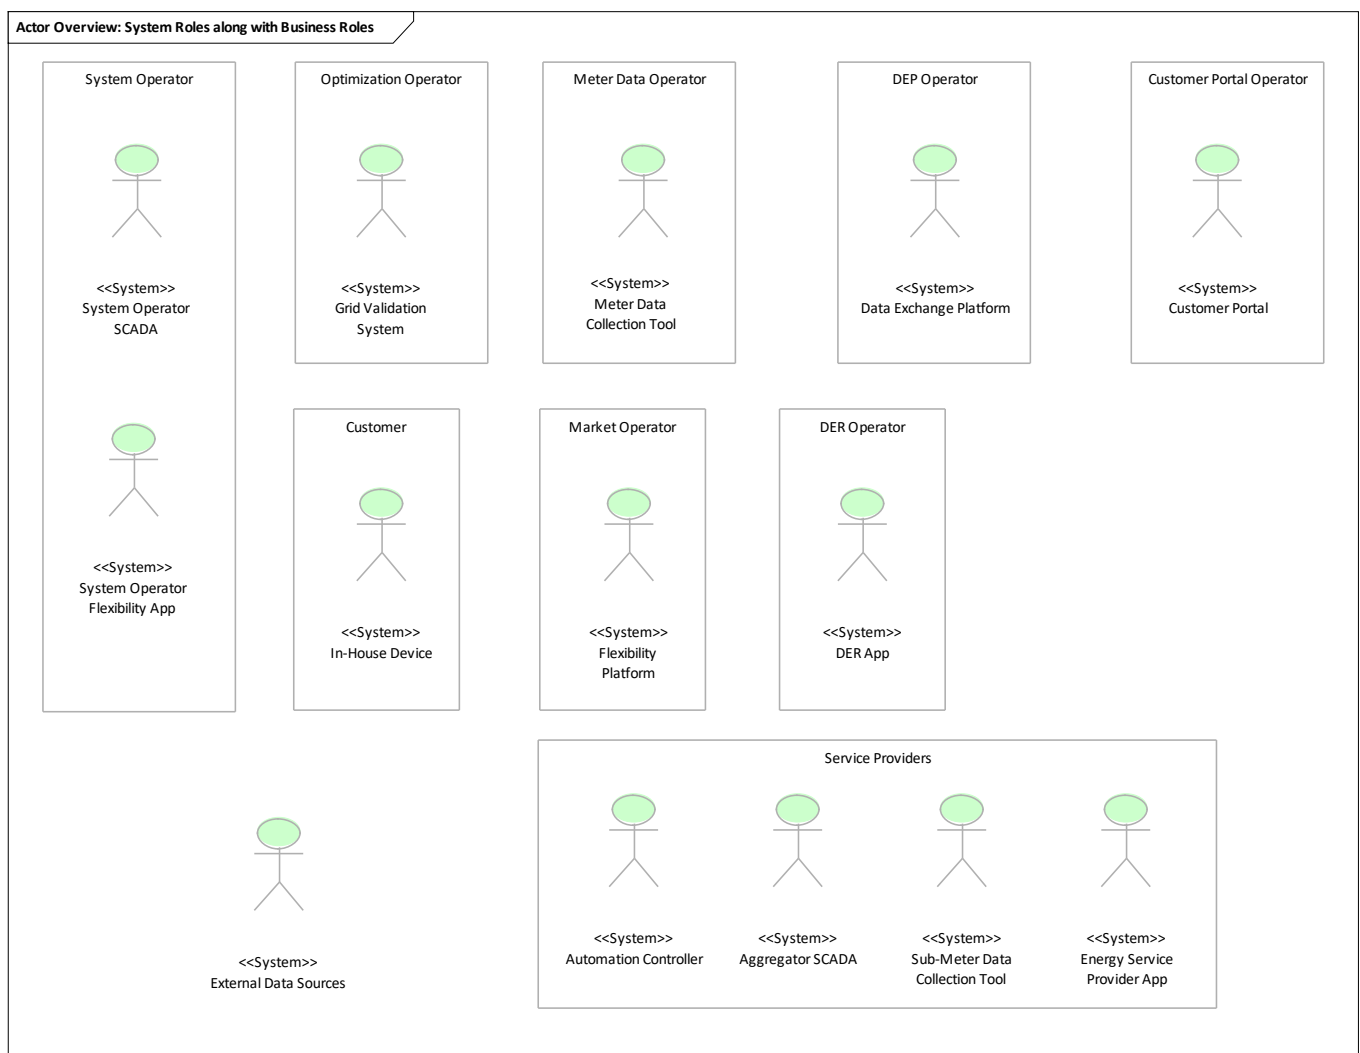 Actor Overview: System Roles along with Business Roles
System Operator
<<System>>
System Operator
SCADA
<<System>>
System Operator
Flexibility App
Optimization Operator
<<System>>
Grid Validation
System
Meter Data Operator
<<System>>
Meter Data
Collection Tool
DEP Operator
<<System>>
Data Exchange Platform
Customer Portal Operator
<<System>>
Customer Portal
Customer
<<System>>
In-House Device
Market Operator
<<System>>
Flexibility
Platform
DER Operator
<<System>>
DER App
<<System>>
External Data Sources
Service Providers
<<System>>
Automation Controller
<<System>>
Aggregator SCADA
<<System>>
Sub-Meter Data
Collection Tool
<<System>>
Energy Service
Provider App